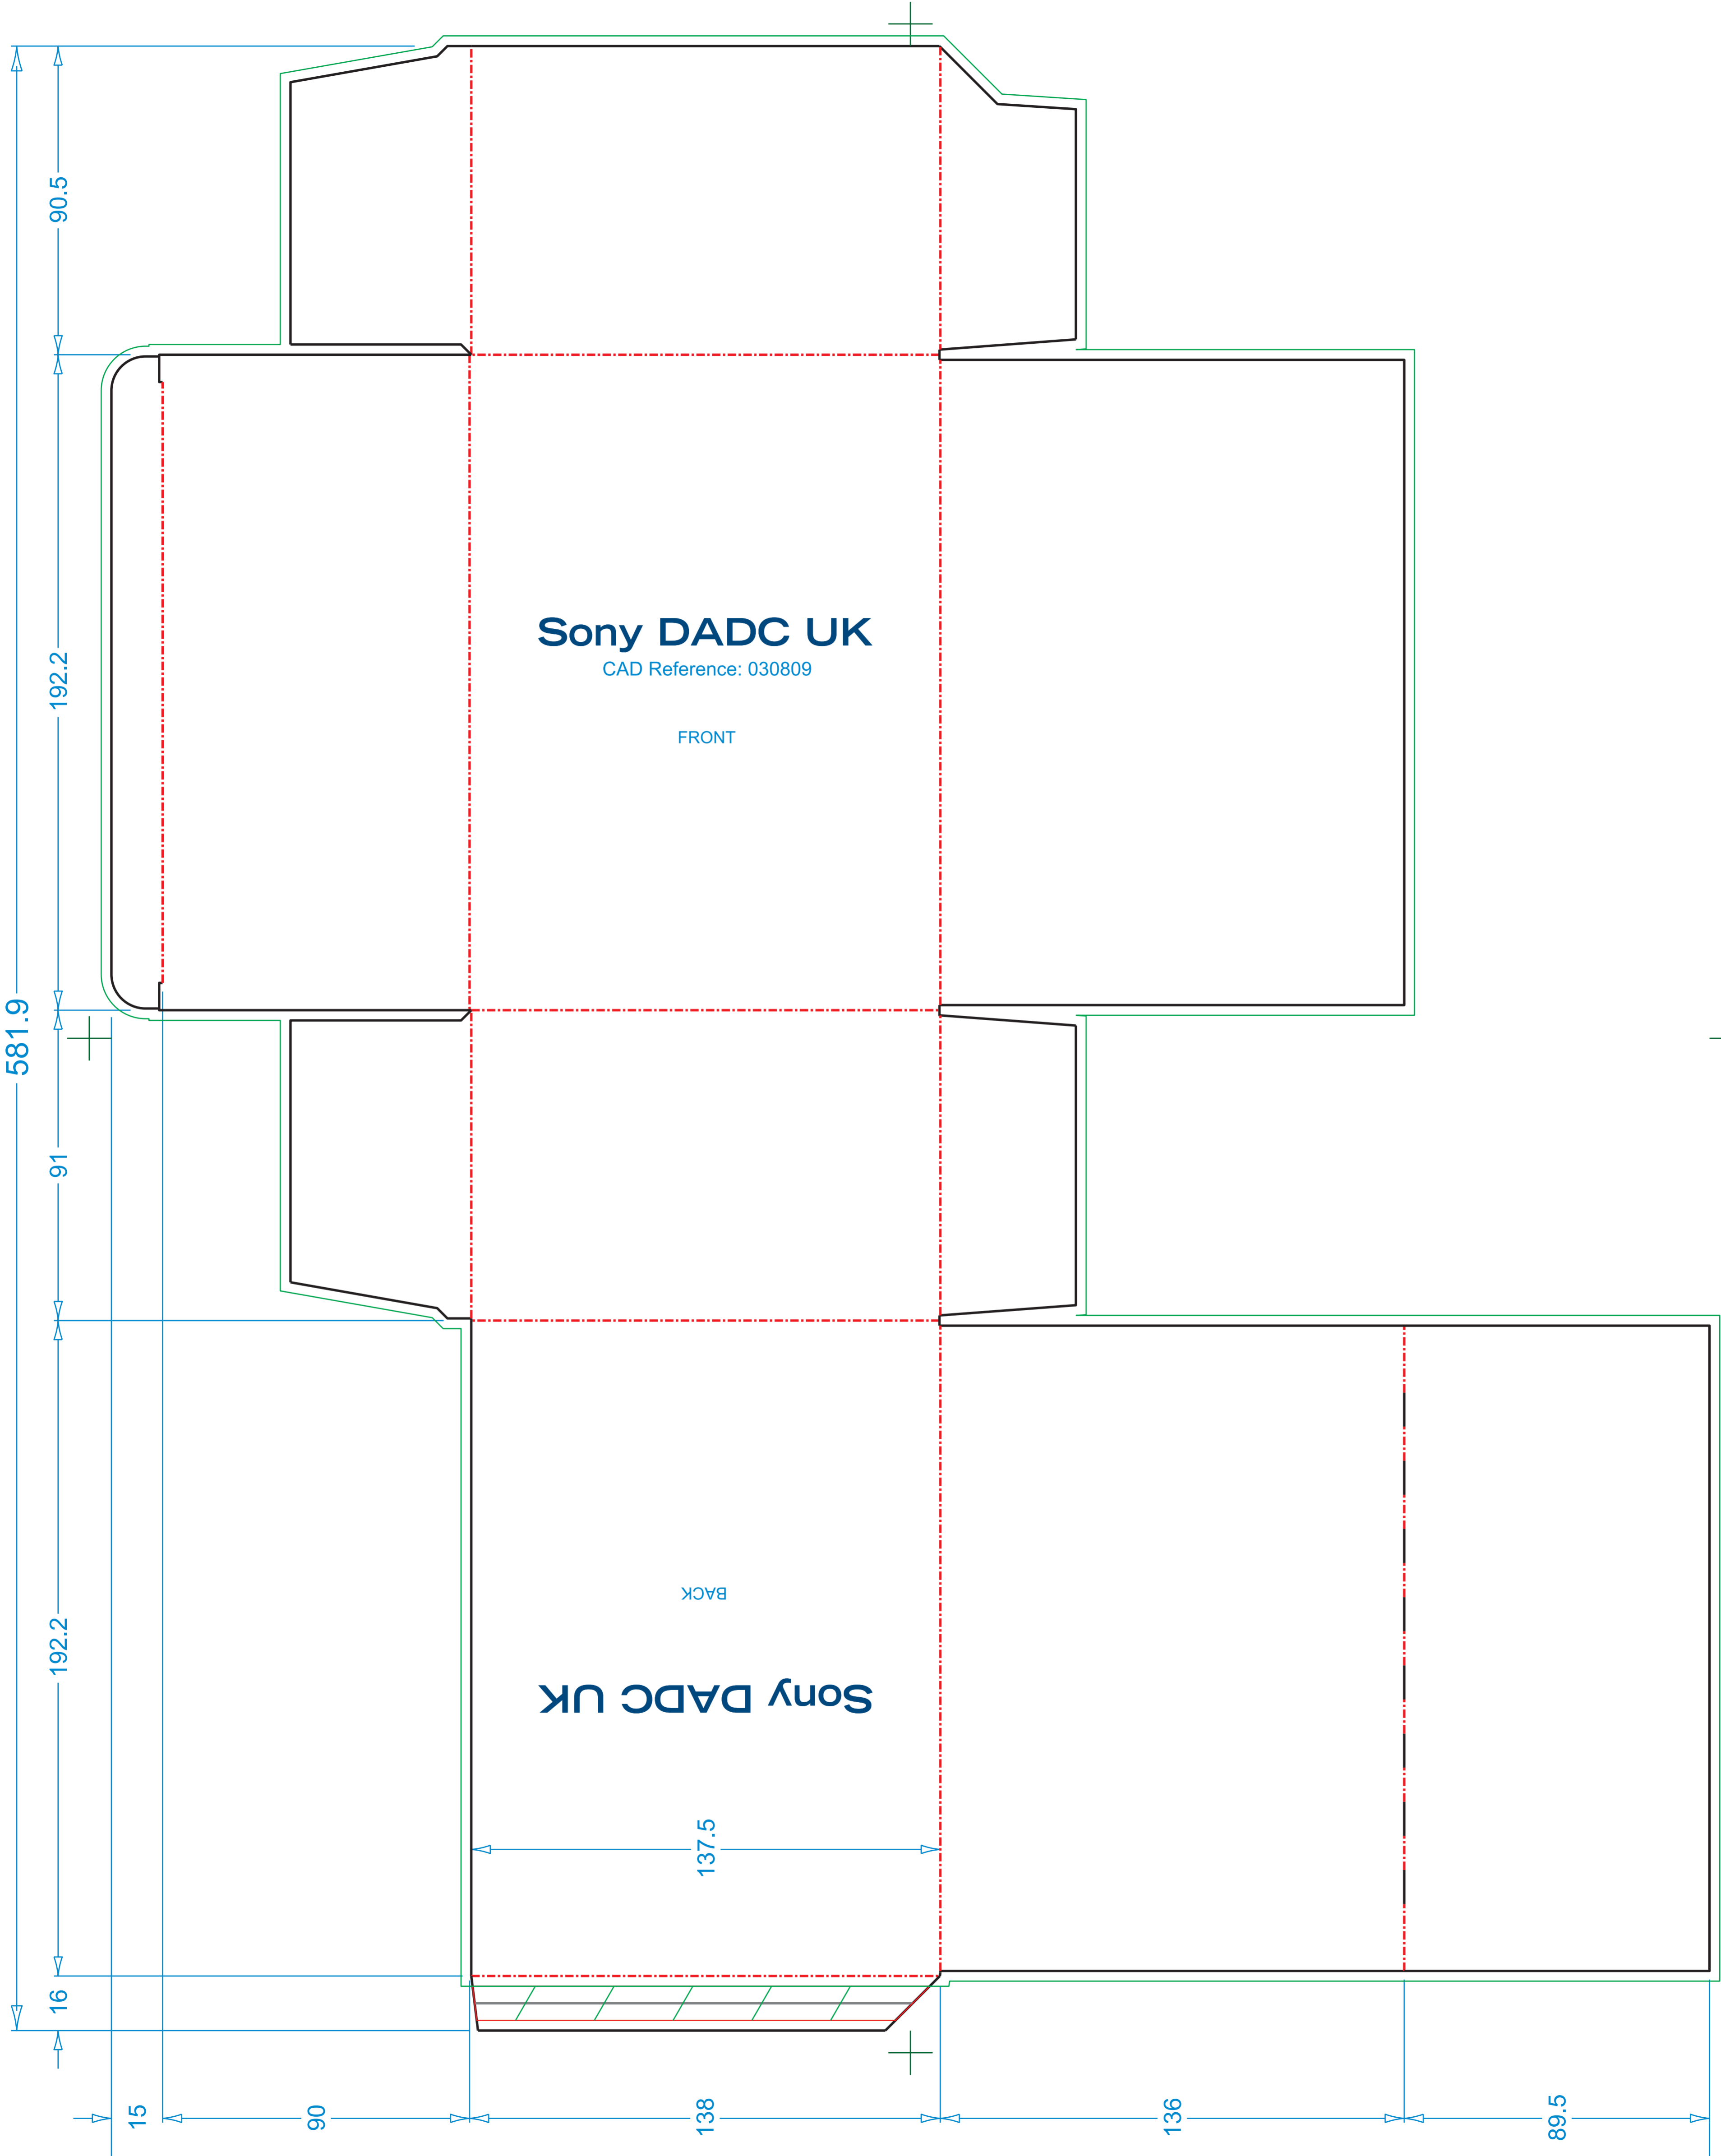 90.5
192.2
581.9
91
192.2
16
Sony DADC UK
CAD Reference: 030809
FRONT
BACK
Sony DADC UK
137.5
15
90
138
136
89.5